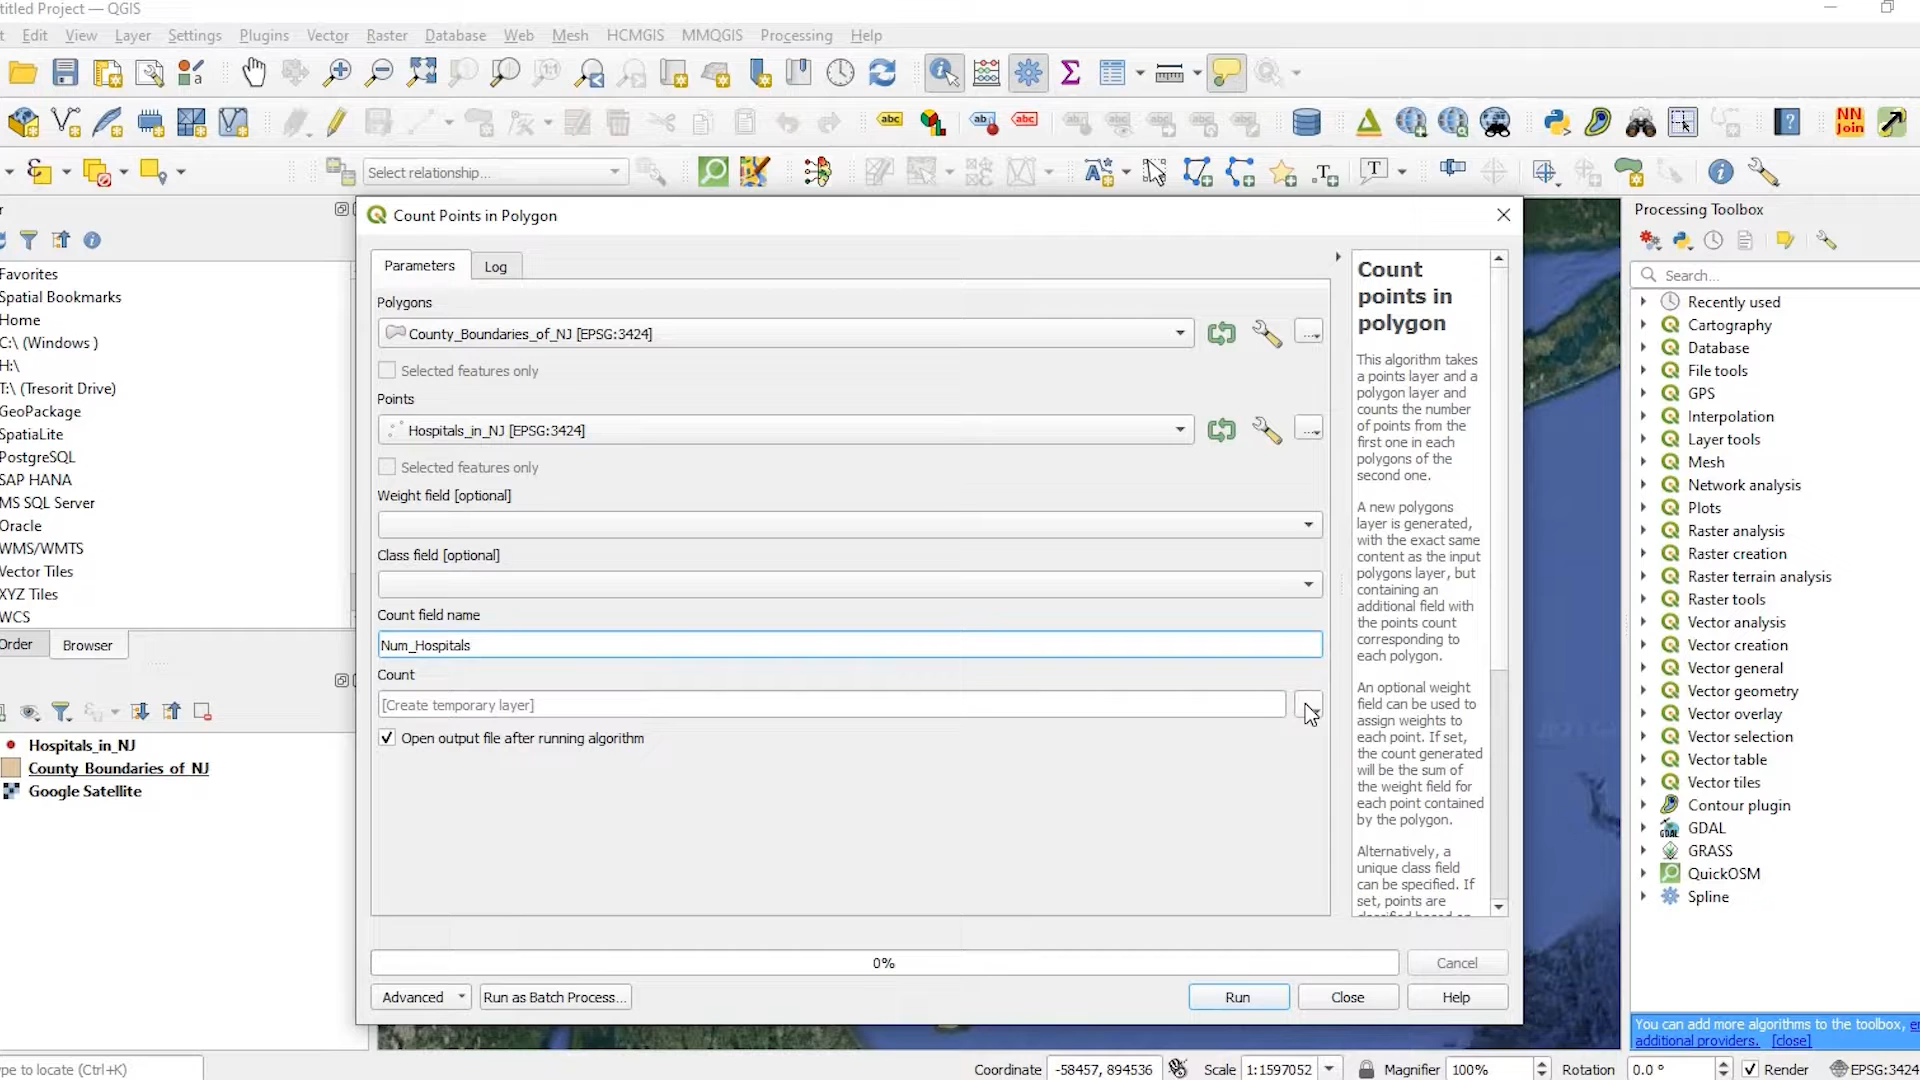 titled Project — QGIS
Edit View Layer Settings Plugins Vector Raster Database Web Mesh HCMGIS MMQGIS Processing Help
abc abc abc NN Join
Select relationship... T T
Count Points in Polygon
Parameters Log
Polygons
County_Boundaries_of_NJ [EPSG:3424]
Selected features only
Points
Hospitals_in_NJ [EPSG:3424]
Selected features only
Weight field [optional]
Class field [optional]
Count field name
Num_Hospitals
Count
[Create temporary layer]
Open output file after running algorithm
0%
Cancel
Advanced
Run as Batch Process...
Run
Close
Help
Count
points in
polygon
This algorithm takes
a points layer and a
polygon layer and
counts the number
of points from the
first one in each
polygons of the
second one.
A new polygons
layer is generated,
with the exact same
content as the input
polygons layer, but
containing an
additional field with
the points count
corresponding to
each polygon.
An optional weight
field can be used to
assign weights to
each point. If set,
the count generated
will be the sum of
the weight field for
each point contained
by the polygon.
Alternatively, a
unique class field
can be specified. If
set, points are
Favorites
Spatial Bookmarks
Home
C:\ (Windows )
H:\
T:\ (Tresorit Drive)
GeoPackage
SpatiaLite
PostgreSQL
SAP HANA
MS SQL Server
Oracle
WMS/WMTS
Vector Tiles
XYZ Tiles
WCS
Order Browser
Hospitals_in_NJ
County Boundaries of NJ
Google Satellite
Processing Toolbox
Search...
Recently used
Cartography
Database
File tools
GPS
Interpolation
Layer tools
Mesh
Network analysis
Plots
Raster analysis
Raster creation
Raster terrain analysis
Raster tools
Vector analysis
Vector creation
Vector general
Vector geometry
Vector overlay
Vector selection
Vector table
Vector tiles
Contour plugin
GDAL
GRASS
QuickOSM
Spline
You can add more algorithms to the toolbox,
additional providers. [close]
ype to locate (Ctrl+K) Coordinate -58457, 894536 Scale 1:1597052 Magnifier 100% Rotation 0.0 ° Render EPSG:3424